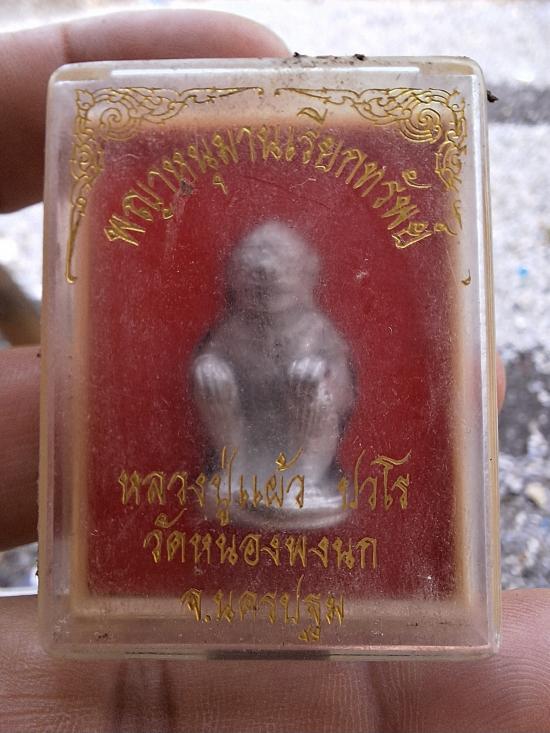 พญาหนุมานเรียกทรัพย์
หลวงปู่แผ้ว ปวโร
วัดหนองพงนก
จ.นครปฐม